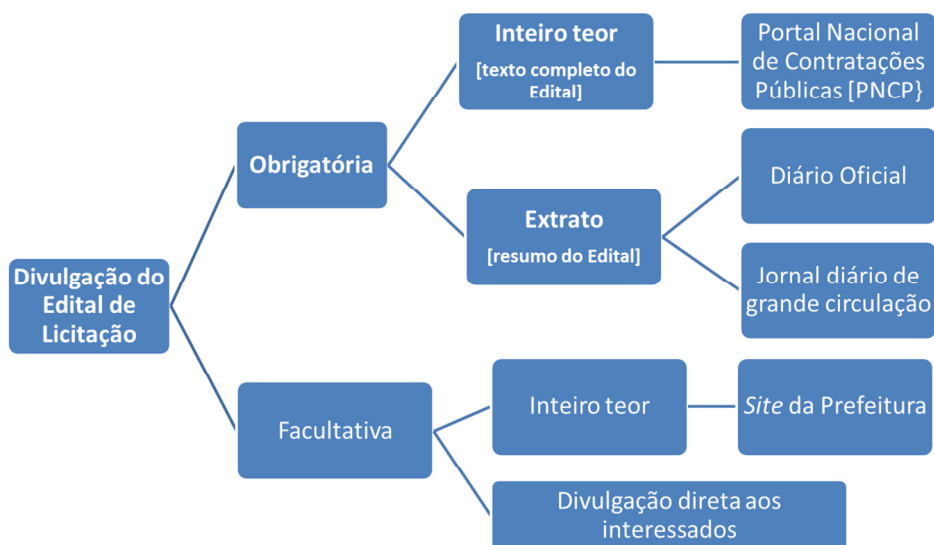 Divulgação do
Edital de
Licitação
Obrigatória
Inteiro teor
[texto completo do
Edital]
Portal Nacional
de Contratações
Públicas [PNCP}
Extrato
[resumo do Edital]
Diário Oficial
Jornal diário de
grande circulação
Facultativa
Inteiro teor
Site da Prefeitura
Divulgação direta aos
interessados